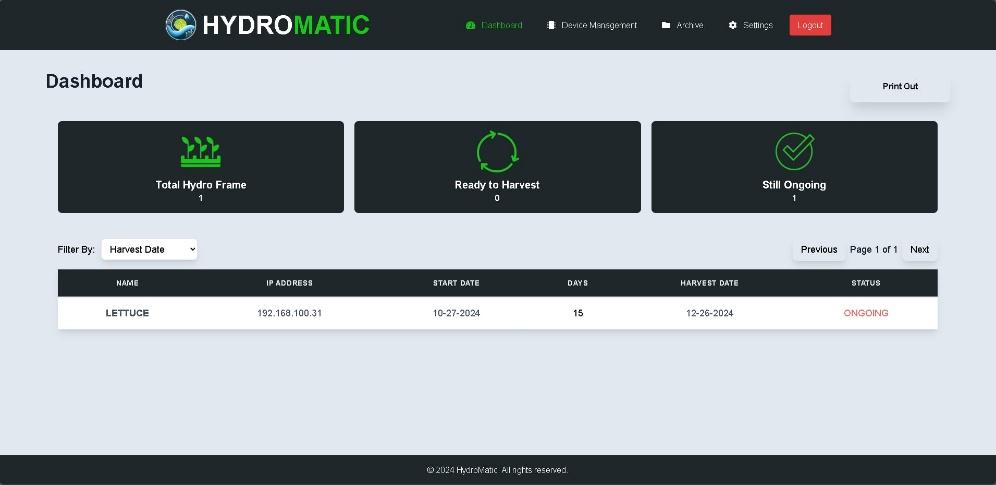 HYDROMATIC
Dashboard
Device Management
Archive
Settings
Logout
Dashboard
Print Out
Total Hydro Frame
1
Ready to Harvest
0
Still Ongoing
1
Filter By: Harvest Date
Previous Page 1 of 1 Next
NAME IP ADDRESS START DATE DAYS HARVEST DATE STATUS
LETTUCE 192.168.100.31 10-27-2024 15 12-26-2024 ONGOING
© 2024 HydroMatic. All rights reserved.